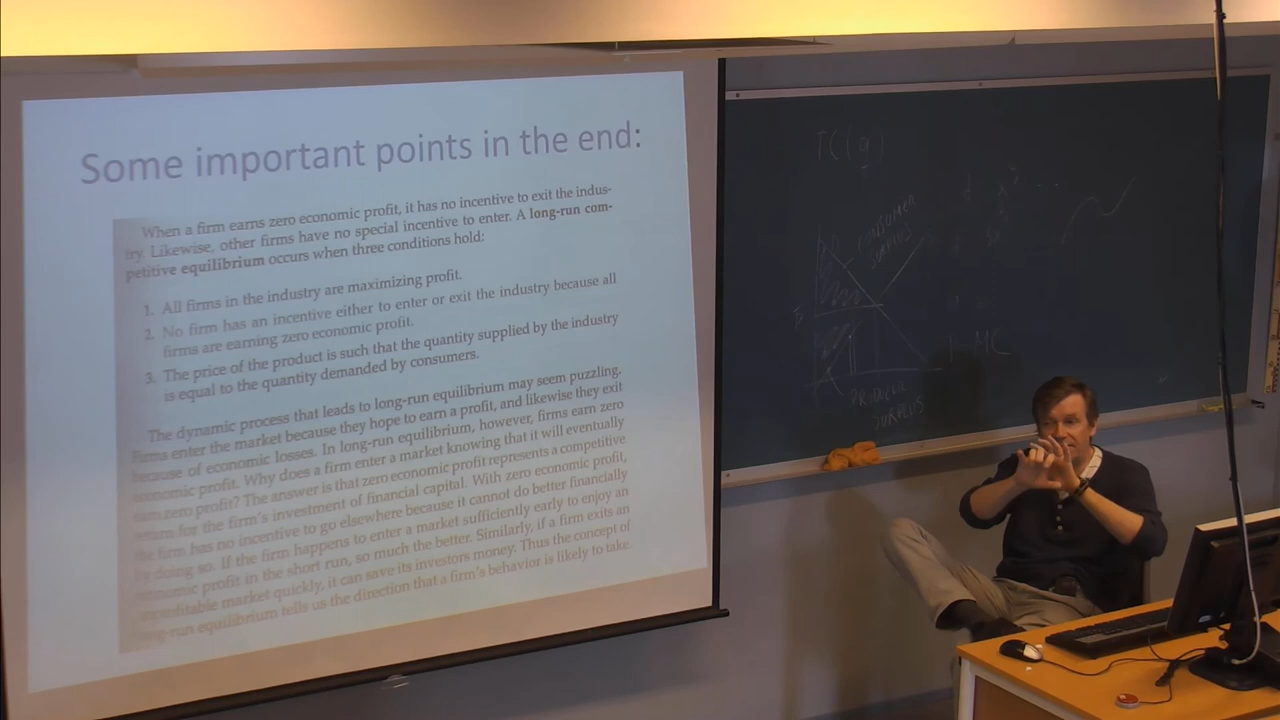 Some important points in the end:
When a firm earns zero economic profit, it has no incentive to exit the indus-
try. Likewise, other firms have no special incentive to enter. A long-run com-
petitive equilibrium occurs when three conditions hold:
1. All firms in the industry are maximizing profit.
2. No firm has an incentive either to enter or exit the industry because all
firms are earning zero economic profit.
3. The price of the product is such that the quantity supplied by the industry
is equal to the quantity demanded by consumers.
The dynamic process that leads to long-run equilibrium may seem puzzling.
Firms enter the market because they hope to earn a profit, and likewise they exit
because of economic losses. In long-run equilibrium, however, firms earn zero
economic profit. Why does a firm enter a market knowing that it will eventually
earn zero profit? The answer is that zero economic profit represents a competitive
return for the firm's investment of financial capital. With zero economic profit,
the firm has no incentive to go elsewhere because it cannot do better financially
by doing so. If the firm happens to enter a market sufficiently early to enjoy an
economic profit in the short run, so much the better. Similarly, if a firm exits an
unprofitable market quickly, it can save its investors money. Thus the concept of
long-run equilibrium tells us the direction that a firm's behavior is likely to take.
TC(q)
CONSUMER
SURPLUS
MC
PRODUCER
SURPLUS